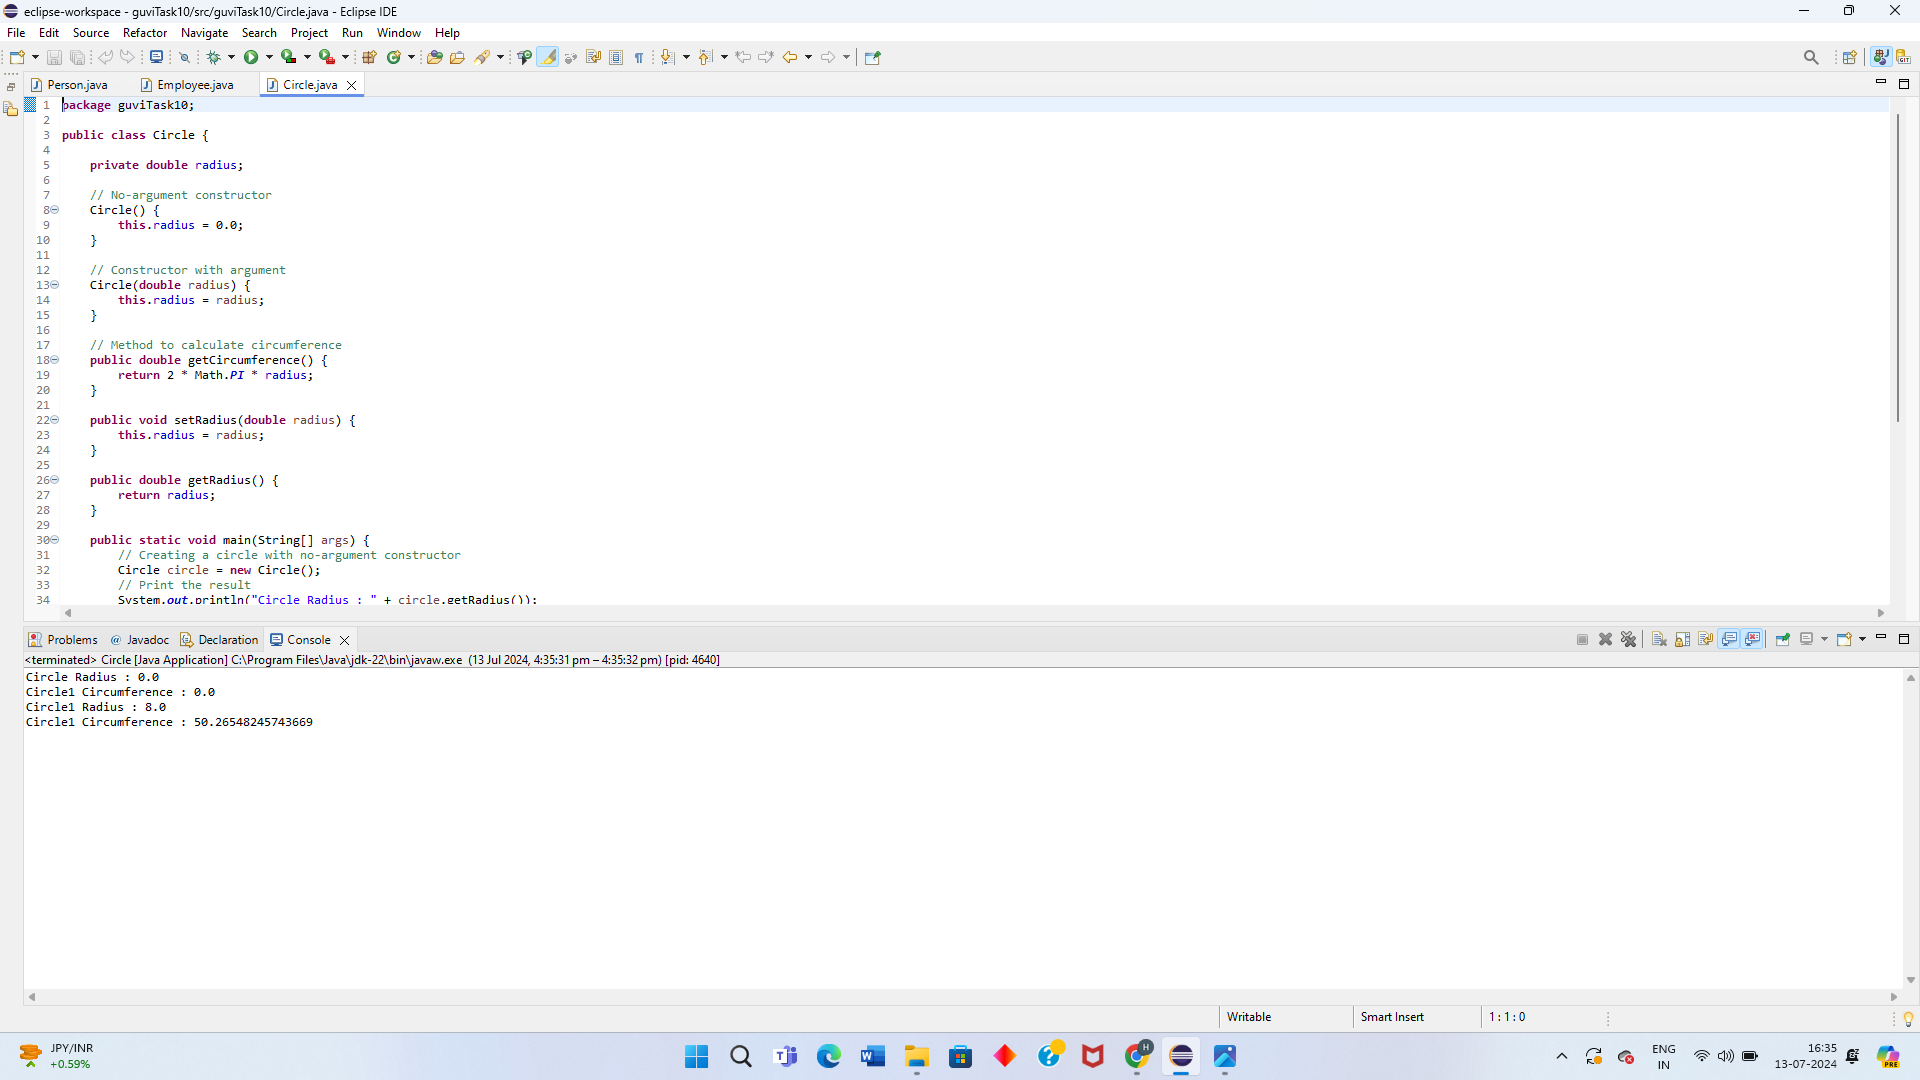 eclipse-workspace - guviTask10/src/guviTask10/Circle.java - Eclipse IDE
File Edit Source Refactor Navigate Search Project Run Window Help
Person.java Employee.java Circle.java
1 package guviTask10;
2
3 public class Circle {
4
5 private double radius;
6
7 // No-argument constructor
8 Circle() {
9 this.radius = 0.0;
10 }
11
12 // Constructor with argument
13 Circle(double radius) {
14 this.radius = radius;
15 }
16
17 // Method to calculate circumference
18 public double getCircumference() {
19 return 2 * Math.PI * radius;
20 }
21
22 public void setRadius(double radius) {
23 this.radius = radius;
24 }
25
26 public double getRadius() {
27 return radius;
28 }
29
30 public static void main(String[] args) {
31 // Creating a circle with no-argument constructor
32 Circle circle = new Circle();
33 // Print the result
34 System.out.println("Circle Radius : " + circle.getRadius());
Problems @ Javadoc Declaration Console
<terminated> Circle [Java Application] C:\Program Files\Java\jdk-22\bin\javaw.exe (13 Jul 2024, 4:35:31 pm – 4:35:32 pm) [pid: 4640]
Circle Radius : 0.0
Circle1 Circumference : 0.0
Circle1 Radius : 8.0
Circle1 Circumference : 50.26548245743669
Writable Smart Insert 1 : 1 : 0
JPY/INR
+0.59%
ENG
IN
16:35
13-07-2024